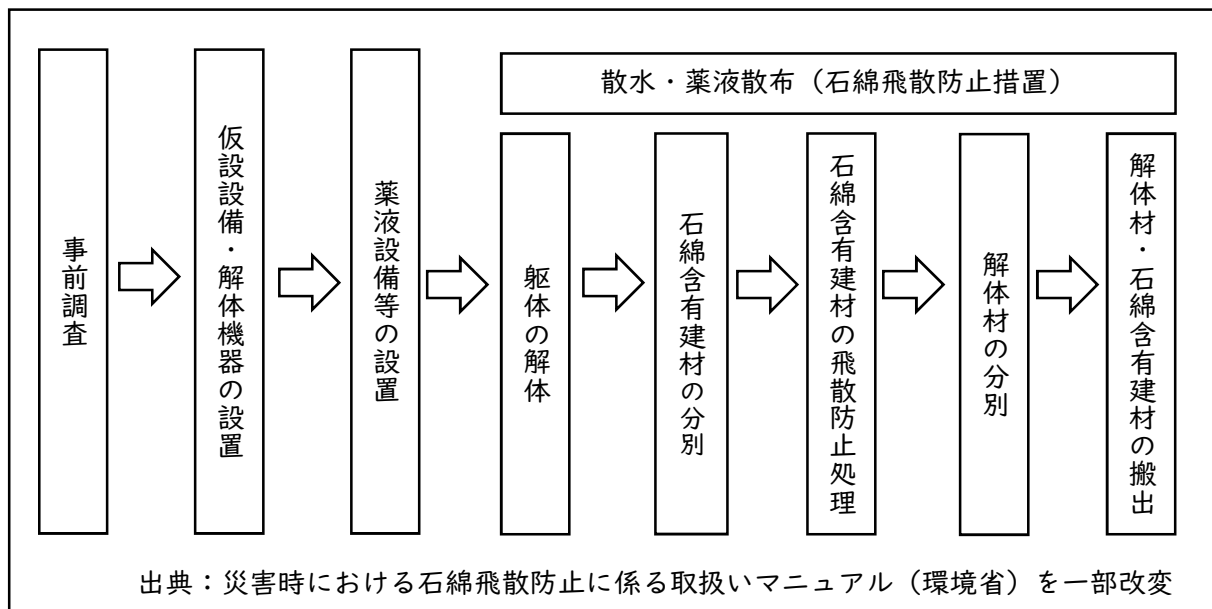 散水・薬液散布（石綿飛散防止措置）
事前調査
仮設設備・解体機器の設置
薬液設備等の設置
躯体の解体
石綿含有建材の分別
石綿含有建材の飛散防止処理
解体材の分別
解体材・石綿含有建材の搬出
出典：災害時における石綿飛散防止に係る取扱いマニュアル（環境省）を一部改変